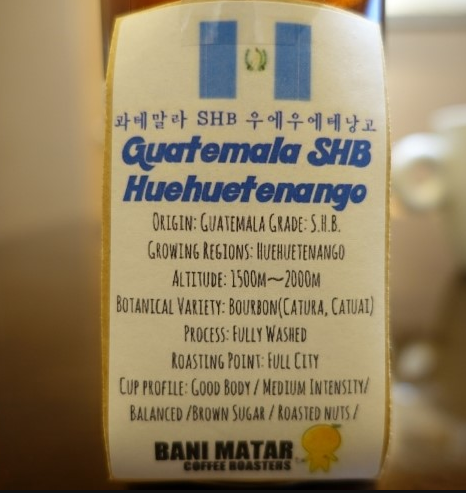 과테말라 SHB 우에우에테낭고
Guatemala SHB
Huehuetenango
ORIGIN: GUATEMALA GRADE: S.H.B.
GROWING REGIONS: HUEHUETENANGO
ALTITUDE: 1500M~2000M
BOTANICAL VARIETY: BOURBON(CATURA, CATUAI)
PROCESS: FULLY WASHED
ROASTING POINT: FULL CITY
CUP PROFILE: GOOD BODY / MEDIUM INTENSITY/
BALANCED /BROWN SUGAR / ROASTED NUTS /
BANI MATAR
COFFEE ROASTERS